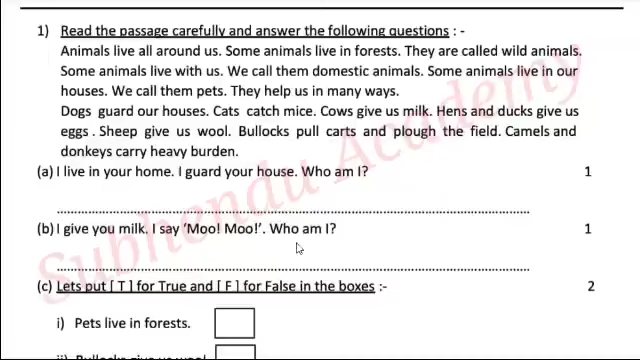 1) Read the passage carefully and answer the following questions : -
Animals live all around us. Some animals live in forests. They are called wild animals.
Some animals live with us. We call them domestic animals. Some animals live in our
houses. We call them pets. They help us in many ways.
Dogs guard our houses. Cats catch mice. Cows give us milk. Hens and ducks give us
eggs . Sheep give us wool. Bullocks pull carts and plough the field. Camels and
donkeys carry heavy burden.
(a) I live in your home. I guard your house. Who am I? 1
(b) I give you milk. I say ‘Moo! Moo!’. Who am I? 1
(c) Lets put [ T ] for True and [ F ] for False in the boxes :- 2
i) Pets live in forests.
ii) Bullocks give us wool.
Subhendu Academy